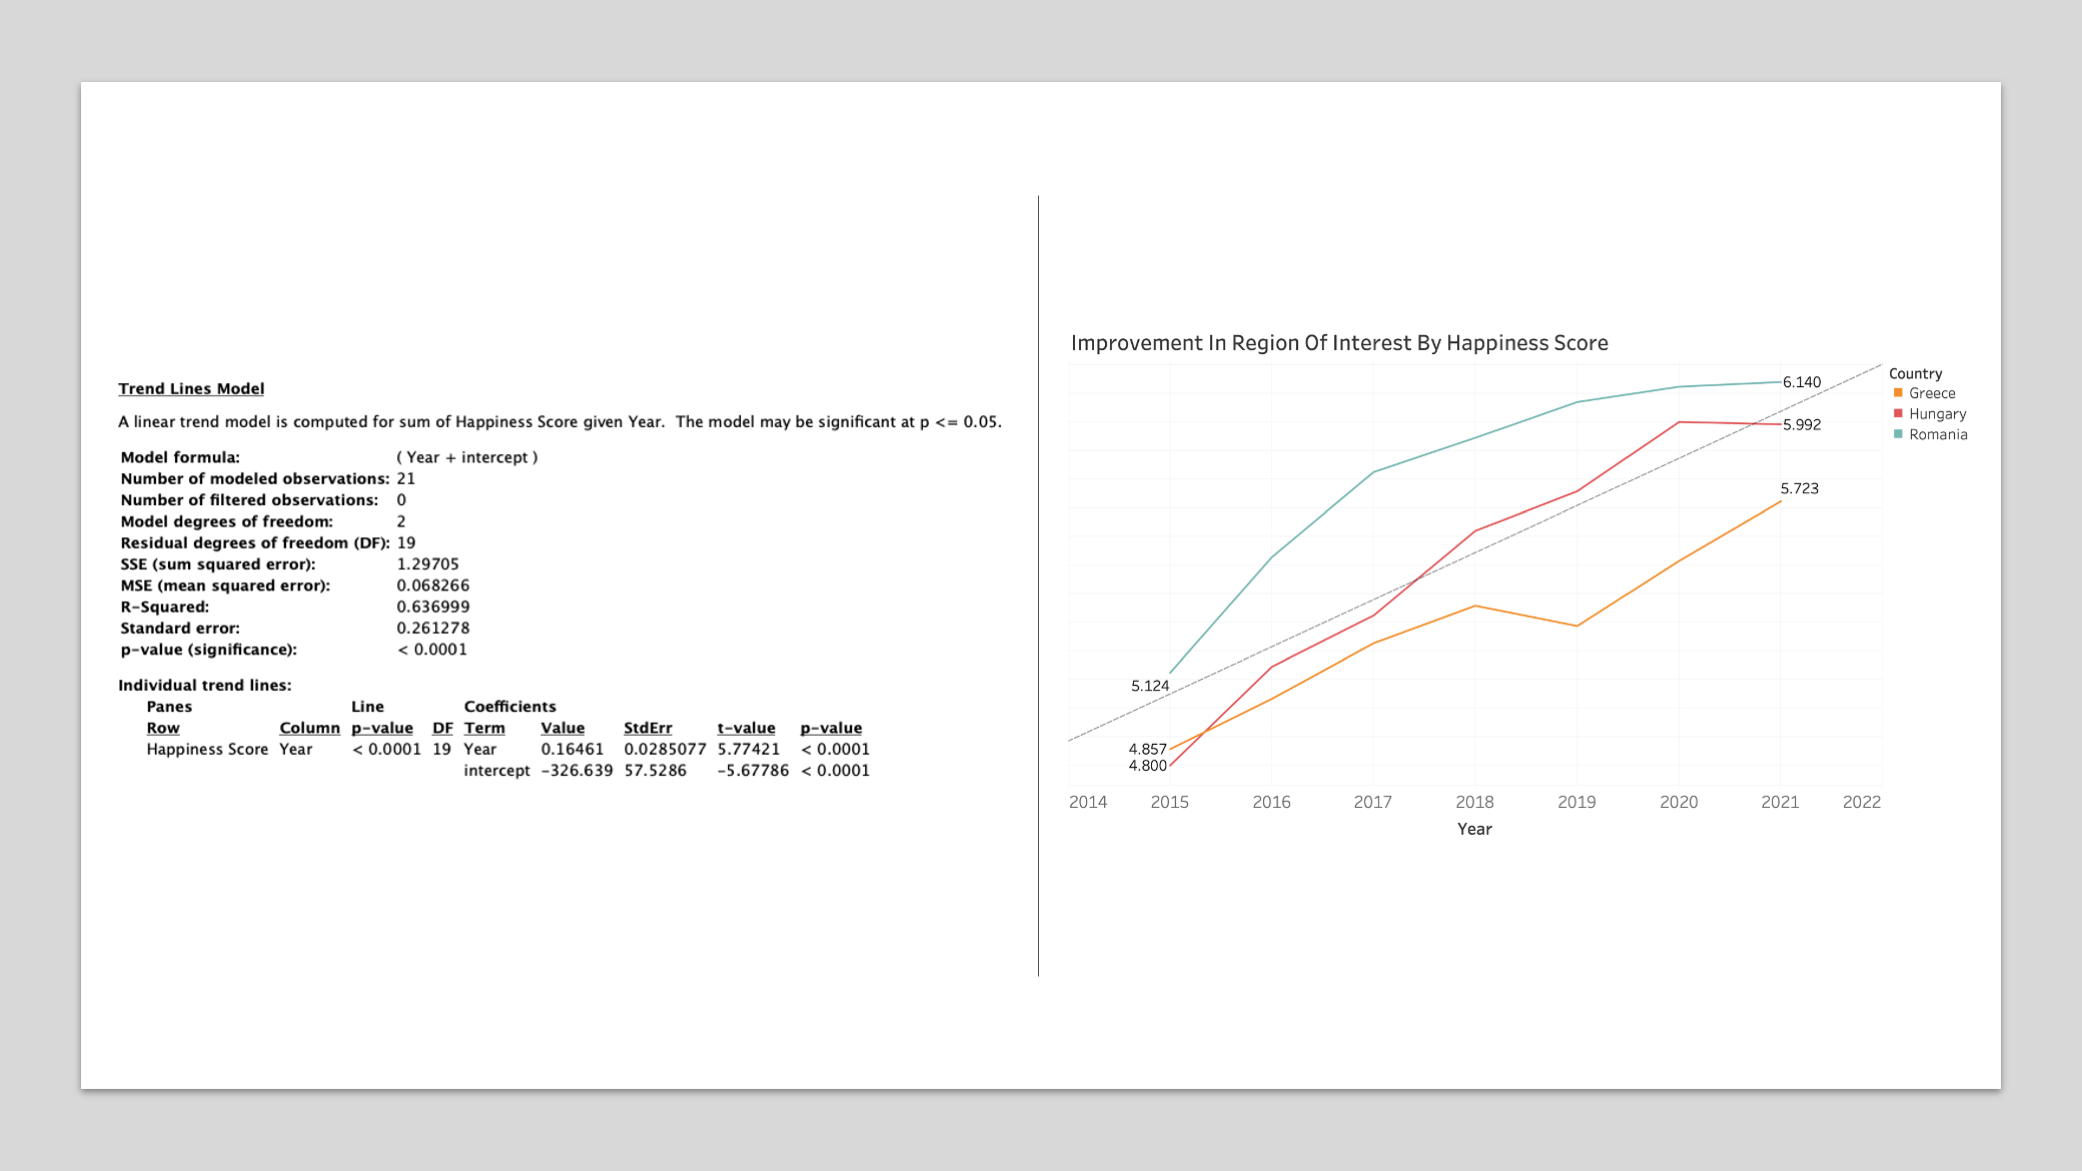 Trend Lines Model
A linear trend model is computed for sum of Happiness Score given Year.  The model may be significant at p <= 0.05.
Model formula: ( Year + intercept )
Number of modeled observations: 21
Number of filtered observations: 0
Model degrees of freedom: 2
Residual degrees of freedom (DF): 19
SSE (sum squared error): 1.29705
MSE (mean squared error): 0.068266
R-Squared: 0.636999
Standard error: 0.261278
p-value (significance): < 0.0001
Individual trend lines:
Panes Line Coefficients
Row Column p-value DF Term Value StdErr t-value p-value
Happiness Score Year < 0.0001 19 Year 0.16461 0.0285077 5.77421 < 0.0001
intercept -326.639 57.5286 -5.67786 < 0.0001
Improvement In Region Of Interest By Happiness Score
6.140
5.992
5.723
5.124
4.857
4.800
2014 2015 2016 2017 2018 2019 2020 2021 2022
Year
Country
Greece
Hungary
Romania